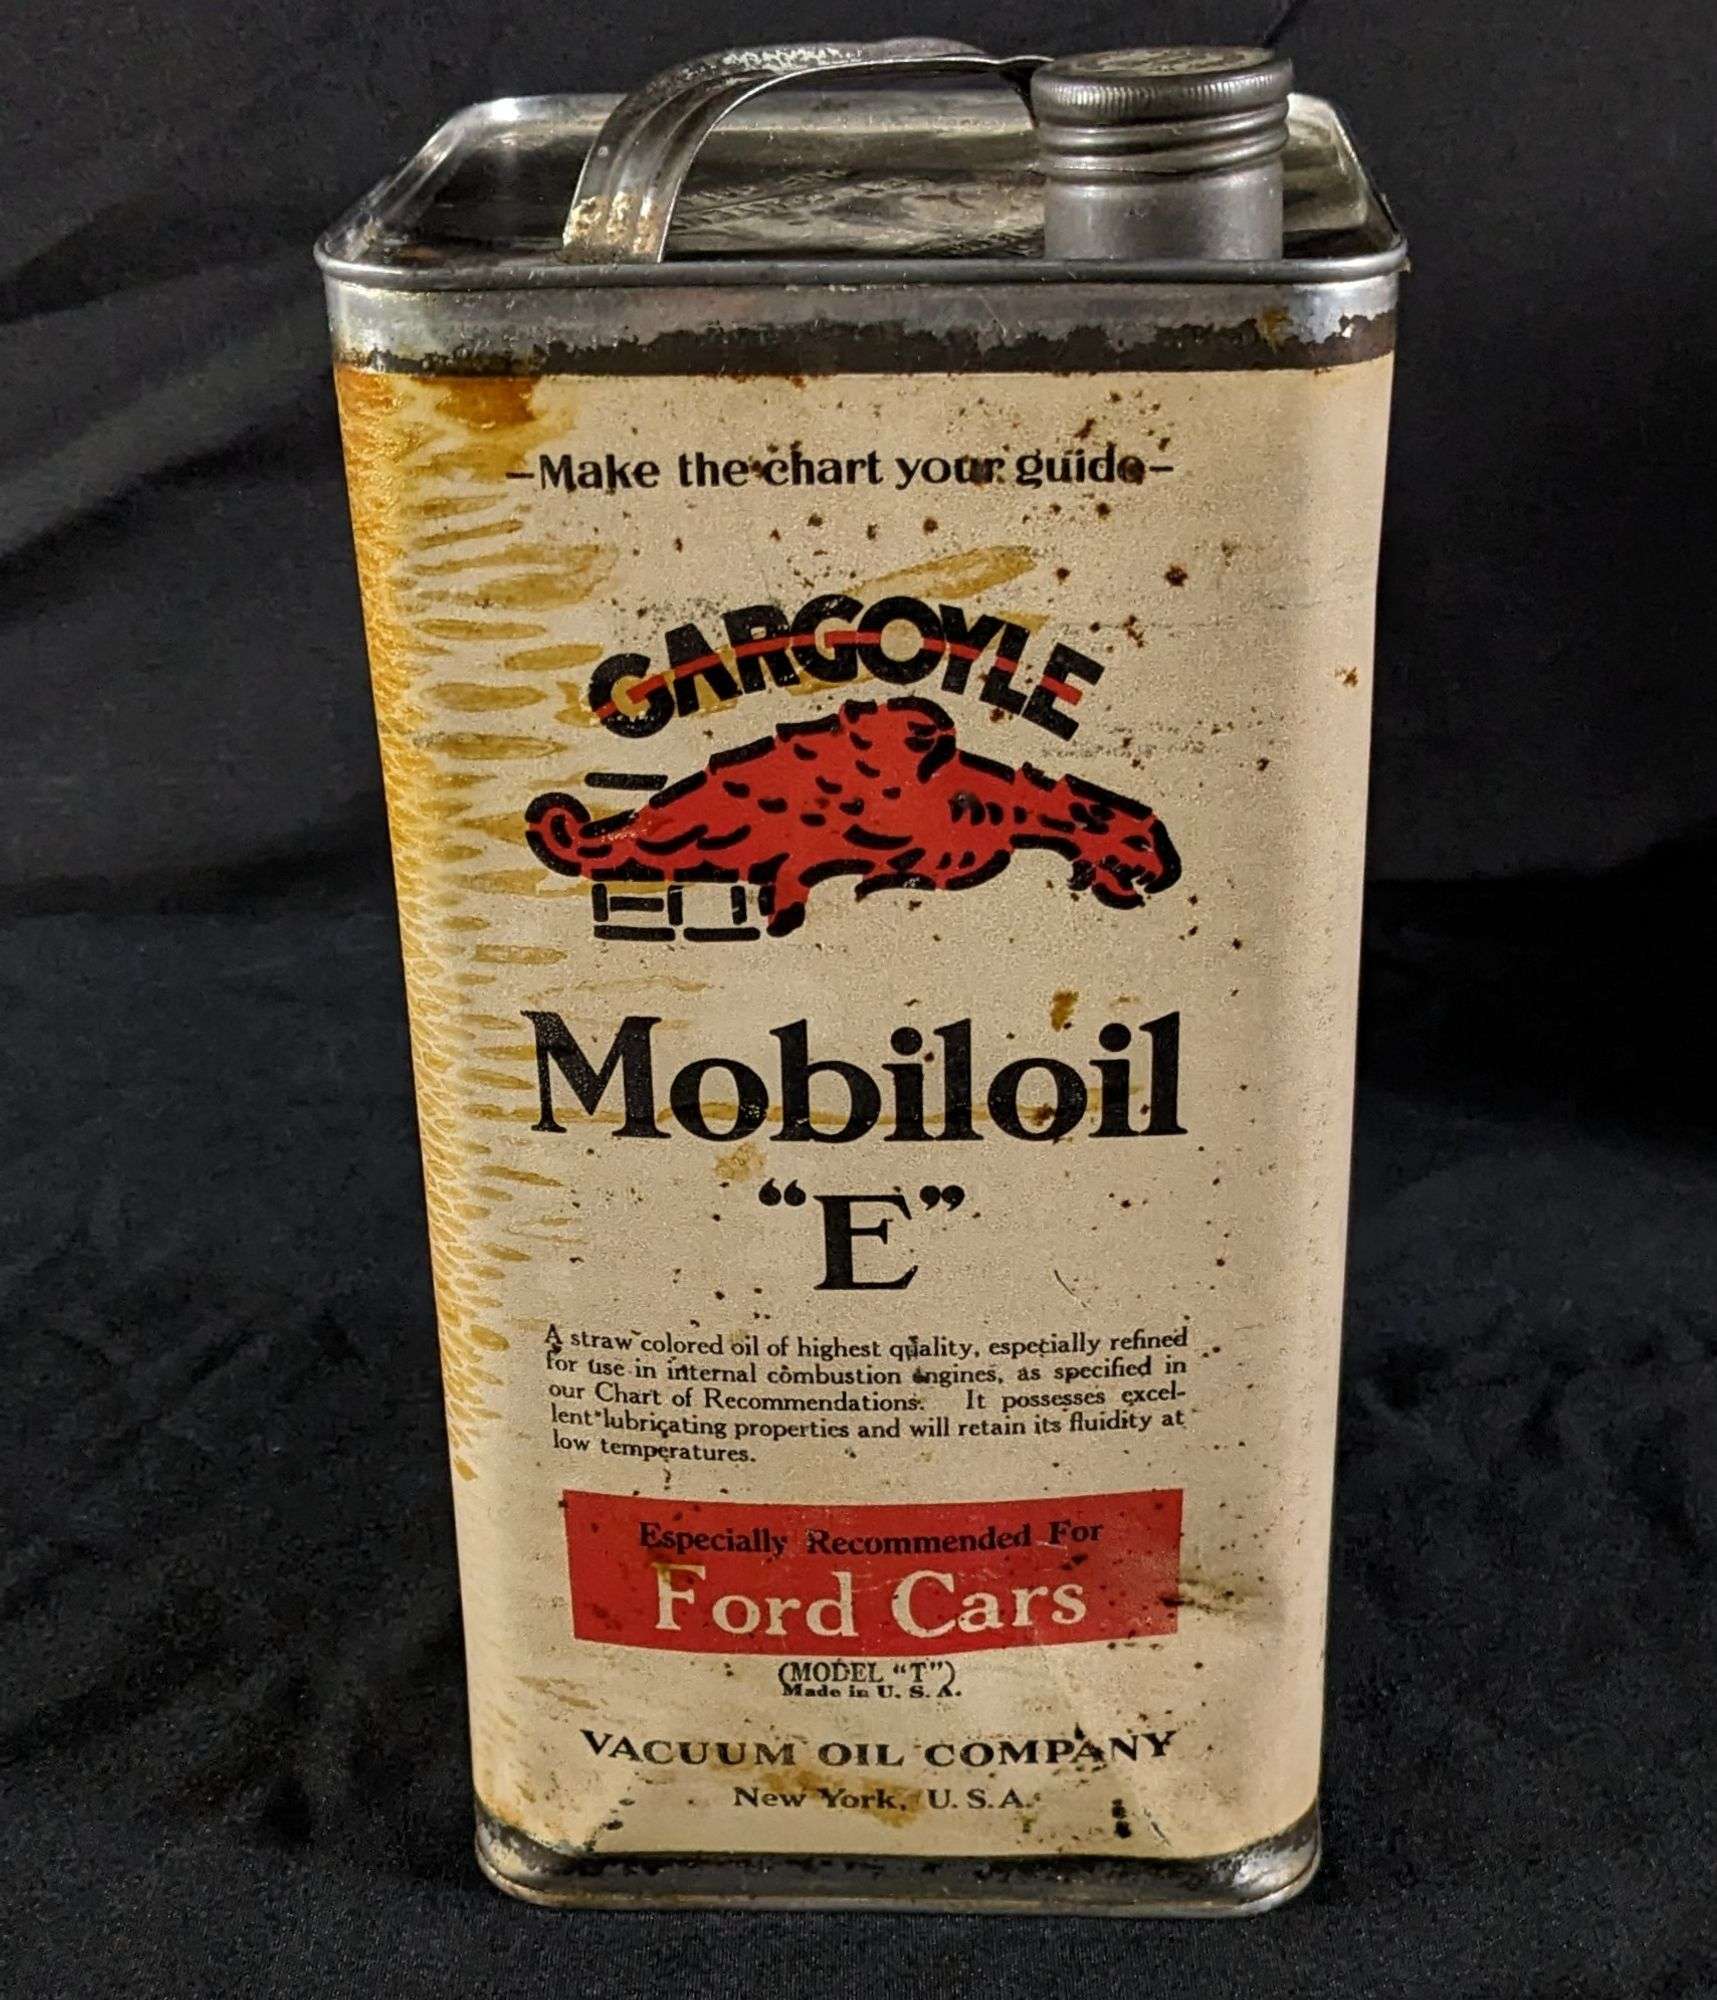 -Make the chart your guide-
GARGOYLE
Mobiloil
“E”
A straw colored oil of highest quality, especially refined
for use in internal combustion engines, as specified in
our Chart of Recommendations. It possesses excel-
lent lubricating properties and will retain its fluidity at
low temperatures.
Especially Recommended For
Ford Cars
(MODEL “T”)
Made in U. S. A.
VACUUM OIL COMPANY
New York, U. S. A.